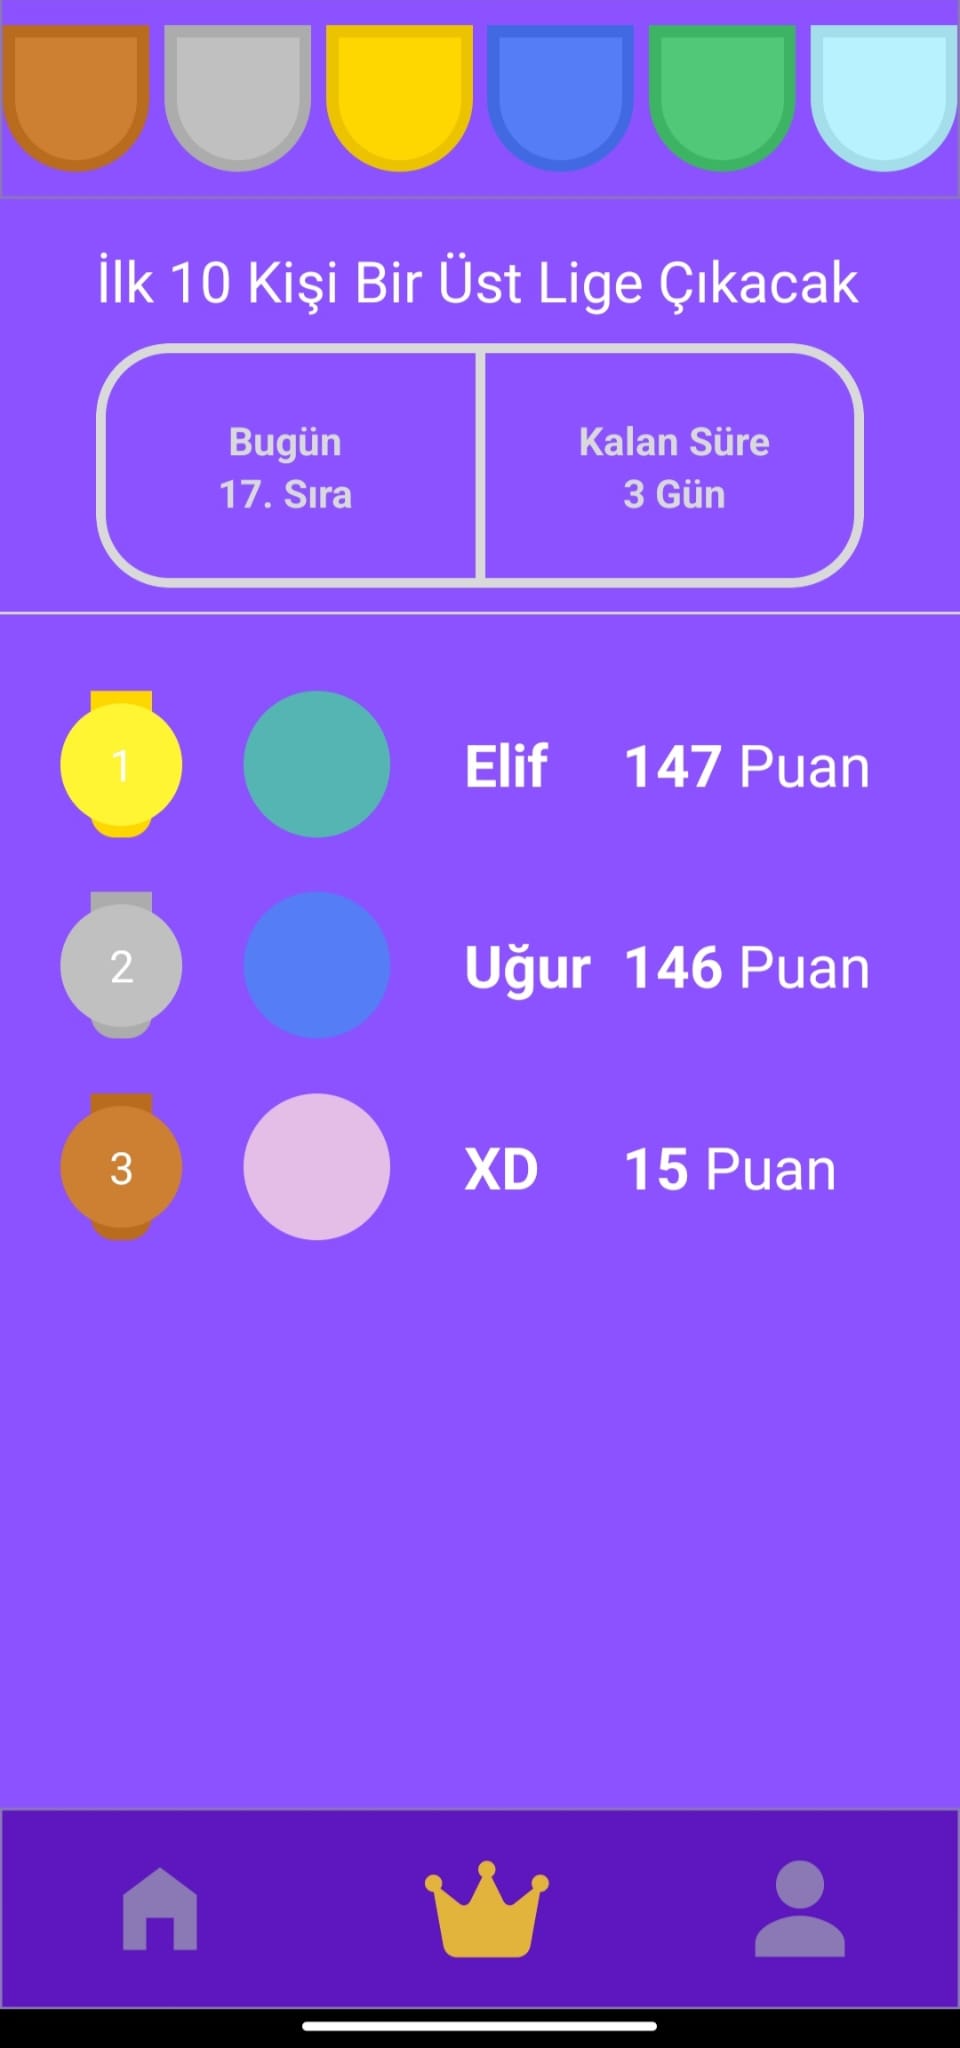 İlk 10 Kişi Bir Üst Lige Çıkacak
Bugün
17. Sıra
Kalan Süre
3 Gün
1 Elif 147 Puan
2 Uğur 146 Puan
3 XD 15 Puan